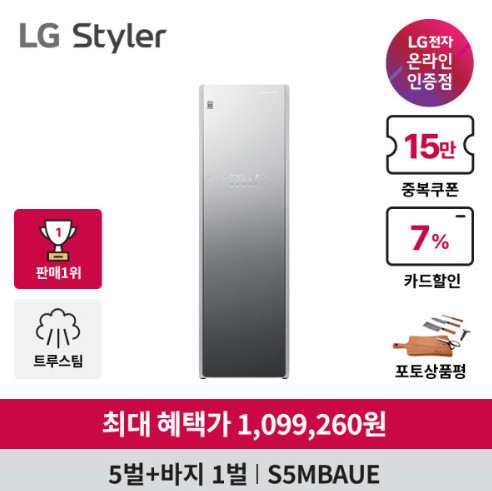 LG Styler
LG전자
온라인
인증점
15만
중복쿠폰
7%
카드할인
1
판매1위
트루스팀
포토상품평
최대 혜택가 1,099,260원
5벌+바지 1벌 | S5MBAUE